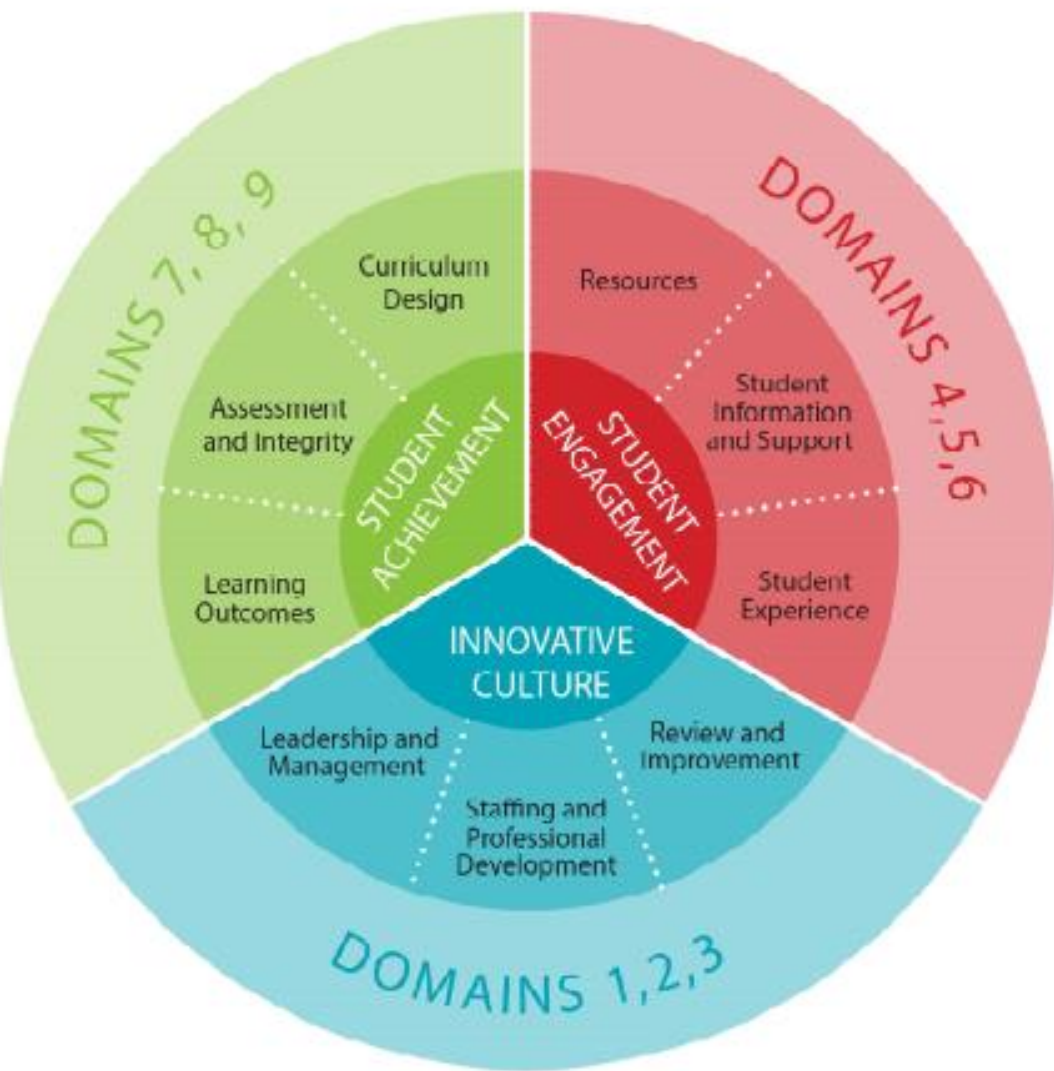 DOMAINS 7, 8, 9
Curriculum
Design
Assessment
and Integrity
Learning
Outcomes
STUDENT
ACHIEVEMENT
DOMAINS 4,5,6
Resources
Student
Information
and Support
Student
Experience
STUDENT
ENGAGEMENT
INNOVATIVE
CULTURE
Leadership and
Management
Staffing and
Professional
Development
Review and
Improvement
DOMAINS 1,2,3